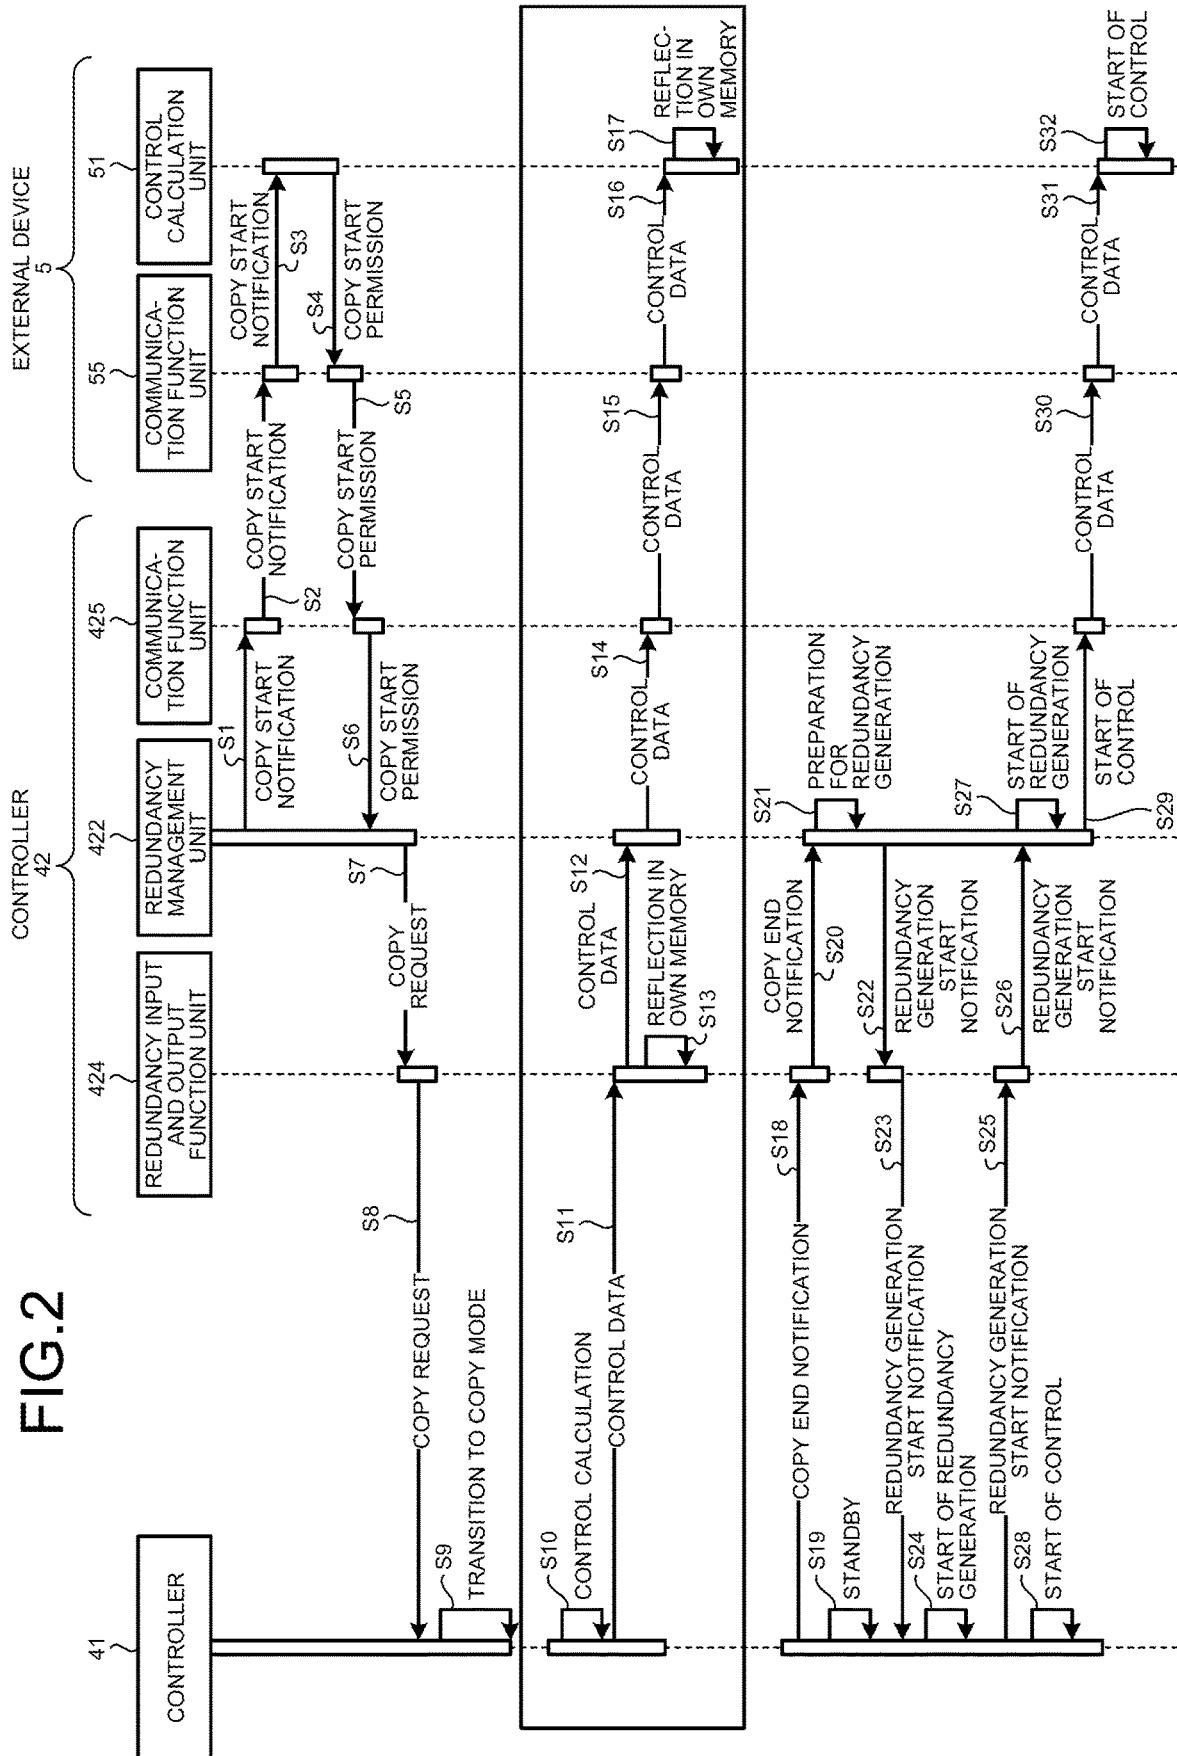 FIG.2
CONTROLLER
42
EXTERNAL DEVICE
5
41
424
422
425
55
51
CONTROLLER
REDUNDANCY INPUT
AND OUTPUT
FUNCTION UNIT
REDUNDANCY
MANAGEMENT
UNIT
COMMUNICA-
TION FUNCTION
UNIT
COMMUNICA-
TION FUNCTION
UNIT
CONTROL
CALCULATION
UNIT
S1
COPY START
NOTIFICATION
S2
COPY START
NOTIFICATION
S3
COPY START
NOTIFICATION
S4
COPY START
PERMISSION
S5
COPY START
PERMISSION
S6
COPY START
PERMISSION
S7
COPY
REQUEST
S8
COPY REQUEST
S9
TRANSITION TO COPY MODE
S10
CONTROL CALCULATION
S11
CONTROL DATA
S12
CONTROL
DATA
S13
REFLECTION IN
OWN MEMORY
S14
CONTROL
DATA
S15
CONTROL
DATA
S16
CONTROL
DATA
S17
REFLEC-
TION IN
OWN
MEMORY
S18
COPY END NOTIFICATION
S19
STANDBY
S20
COPY END
NOTIFICATION
S21
PREPARATION
FOR
REDUNDANCY
GENERATION
S22
REDUNDANCY
GENERATION
START
NOTIFICATION
S23
REDUNDANCY GENERATION
START NOTIFICATION
S24
START OF REDUNDANCY
GENERATION
S25
REDUNDANCY GENERATION
START NOTIFICATION
S26
REDUNDANCY
GENERATION
START
NOTIFICATION
S27
START OF
REDUNDANCY
GENERATION
S28
START OF CONTROL
S29
START OF
CONTROL
S30
CONTROL
DATA
S31
CONTROL
DATA
S32
START OF
CONTROL